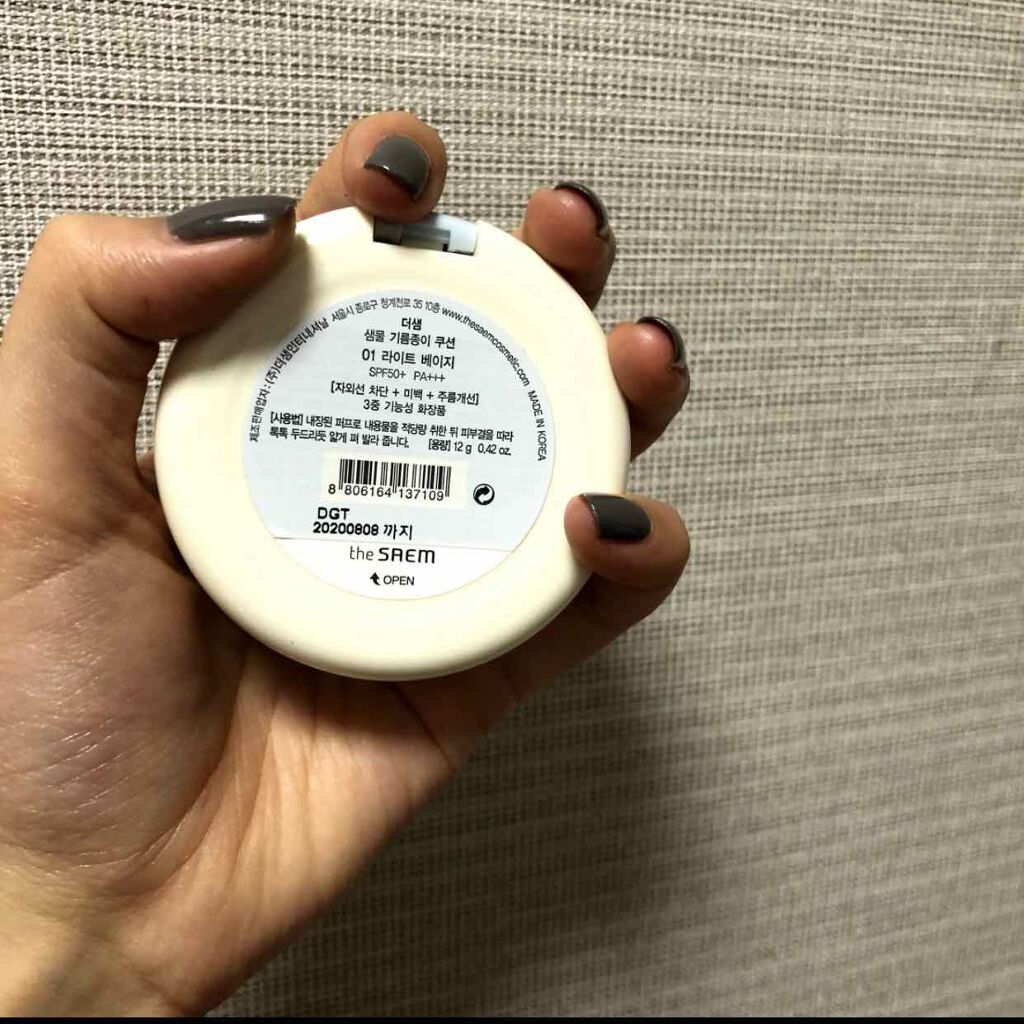 제조판매업자 : (주)더샘인터내셔날 서울시 종로구 청계천로 35 10층 www.thesaemcosmetic.com MADE IN KOREA
더샘
샘물 기름종이 쿠션
01 라이트 베이지
SPF50+ PA+++
[자외선 차단 + 미백 + 주름개선]
3중 기능성 화장품
[사용법] 내장된 퍼프로 내용물을 적당량 취한 뒤 피부결을 따라
톡톡 두드리듯 얇게 펴 발라 줍니다. [용량] 12 g 0.42 oz.
8 806164 137109
DGT
20200808 까지
the SAEM
OPEN